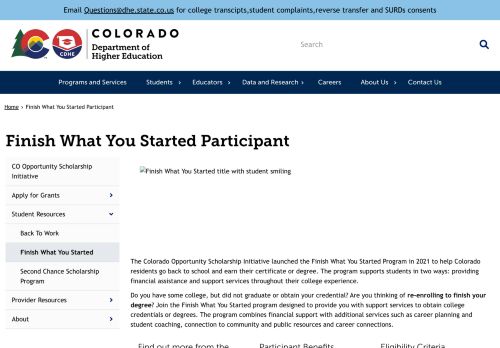 Email Questions@dhe.state.co.us for college transcipts,student complaints,reverse transfer and SURDs consents
COLORADO
Department of
Higher Education
CDHE
Search
Programs and Services
Students
Educators
Data and Research
Careers
About Us
Contact Us
Home > Finish What You Started Participant
Finish What You Started Participant
CO Opportunity Scholarship
Initiative
Apply for Grants
Student Resources
Back To Work
Finish What You Started
Second Chance Scholarship
Program
Provider Resources
About
Finish What You Started title with student smiling
The Colorado Opportunity Scholarship Initiative launched the Finish What You Started Program in 2021 to help Colorado
residents go back to school and earn their certificate or degree. The program supports students in two ways: providing
financial assistance and support services throughout their college experience.
Do you have some college, but did not graduate or obtain your credential? Are you thinking of re-enrolling to finish your
degree? Join the Finish What You Started program designed to provide you with support services to obtain college
credentials or degrees. The program combines financial support with additional services such as career planning and
student coaching, connection to community and public resources and career connections.
Find out more from the
Participant Benefits
Eligibility Criteria